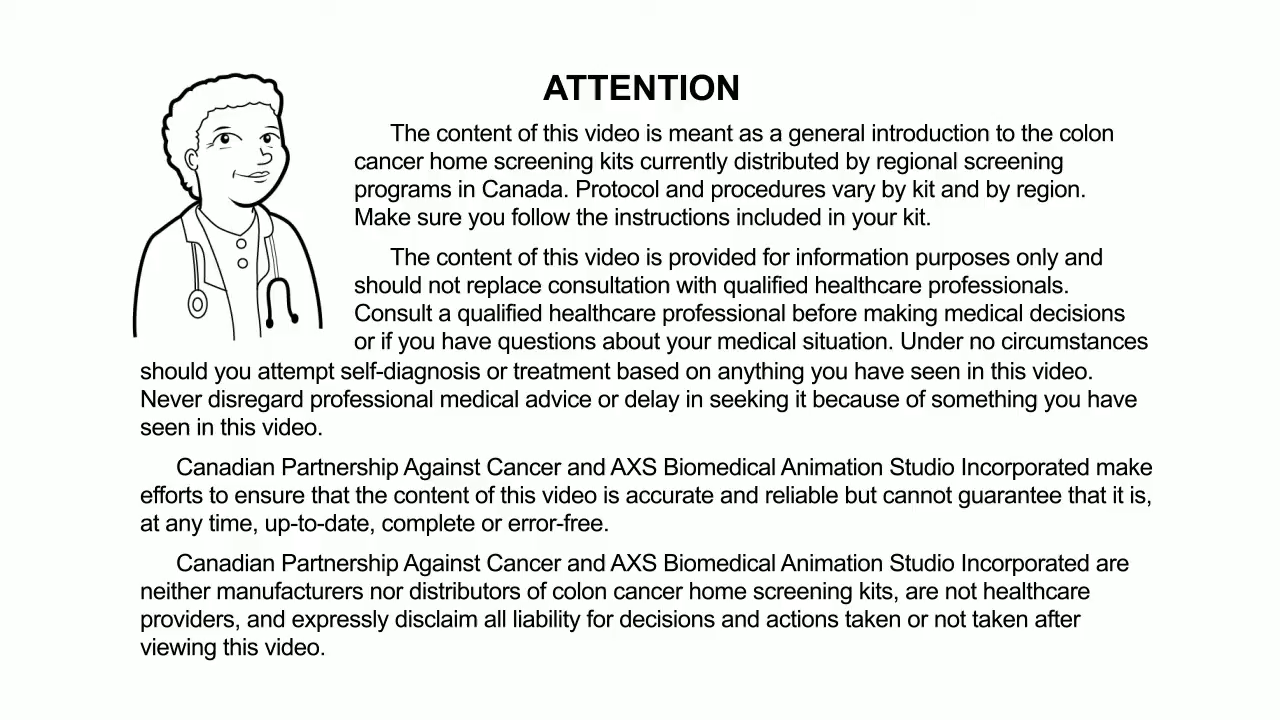 ATTENTION
The content of this video is meant as a general introduction to the colon
cancer home screening kits currently distributed by regional screening
programs in Canada. Protocol and procedures vary by kit and by region.
Make sure you follow the instructions included in your kit.
The content of this video is provided for information purposes only and
should not replace consultation with qualified healthcare professionals.
Consult a qualified healthcare professional before making medical decisions
or if you have questions about your medical situation. Under no circumstances
should you attempt self-diagnosis or treatment based on anything you have seen in this video.
Never disregard professional medical advice or delay in seeking it because of something you have
seen in this video.
Canadian Partnership Against Cancer and AXS Biomedical Animation Studio Incorporated make
efforts to ensure that the content of this video is accurate and reliable but cannot guarantee that it is,
at any time, up-to-date, complete or error-free.
Canadian Partnership Against Cancer and AXS Biomedical Animation Studio Incorporated are
neither manufacturers nor distributors of colon cancer home screening kits, are not healthcare
providers, and expressly disclaim all liability for decisions and actions taken or not taken after
viewing this video.